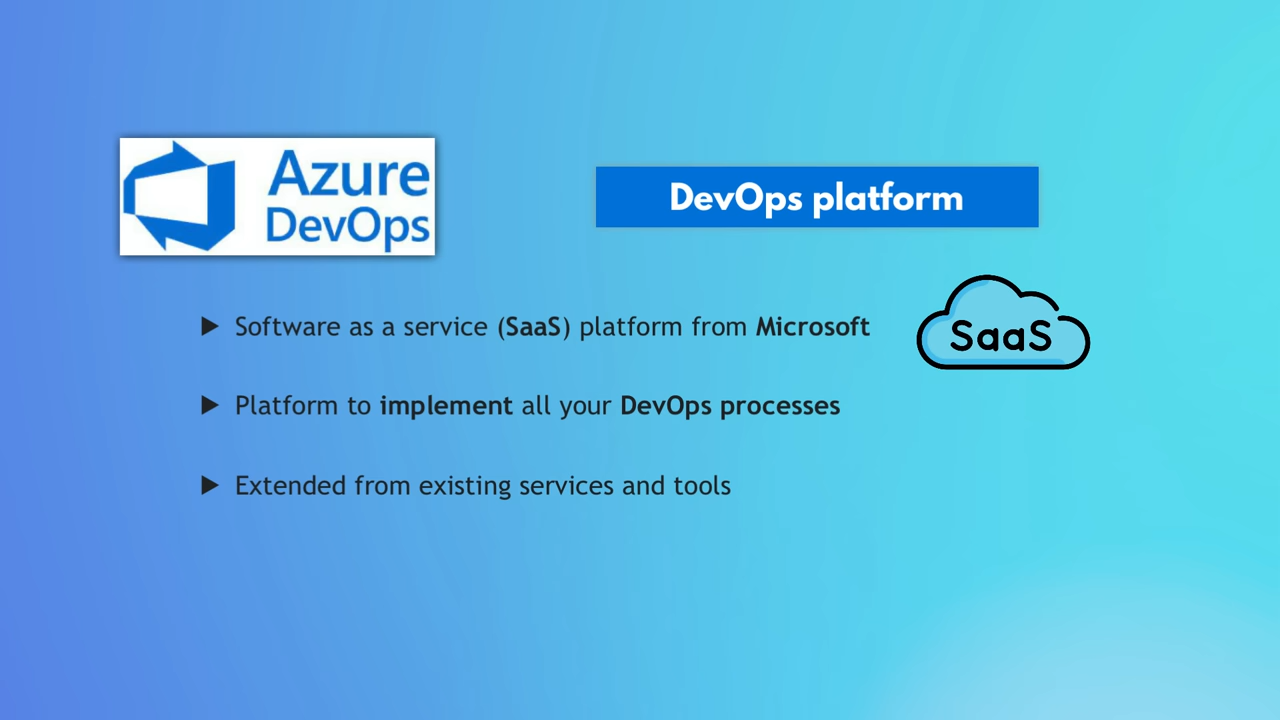 Azure
DevOps
DevOps platform
Software as a service (SaaS) platform from Microsoft
SaaS
Platform to implement all your DevOps processes
Extended from existing services and tools